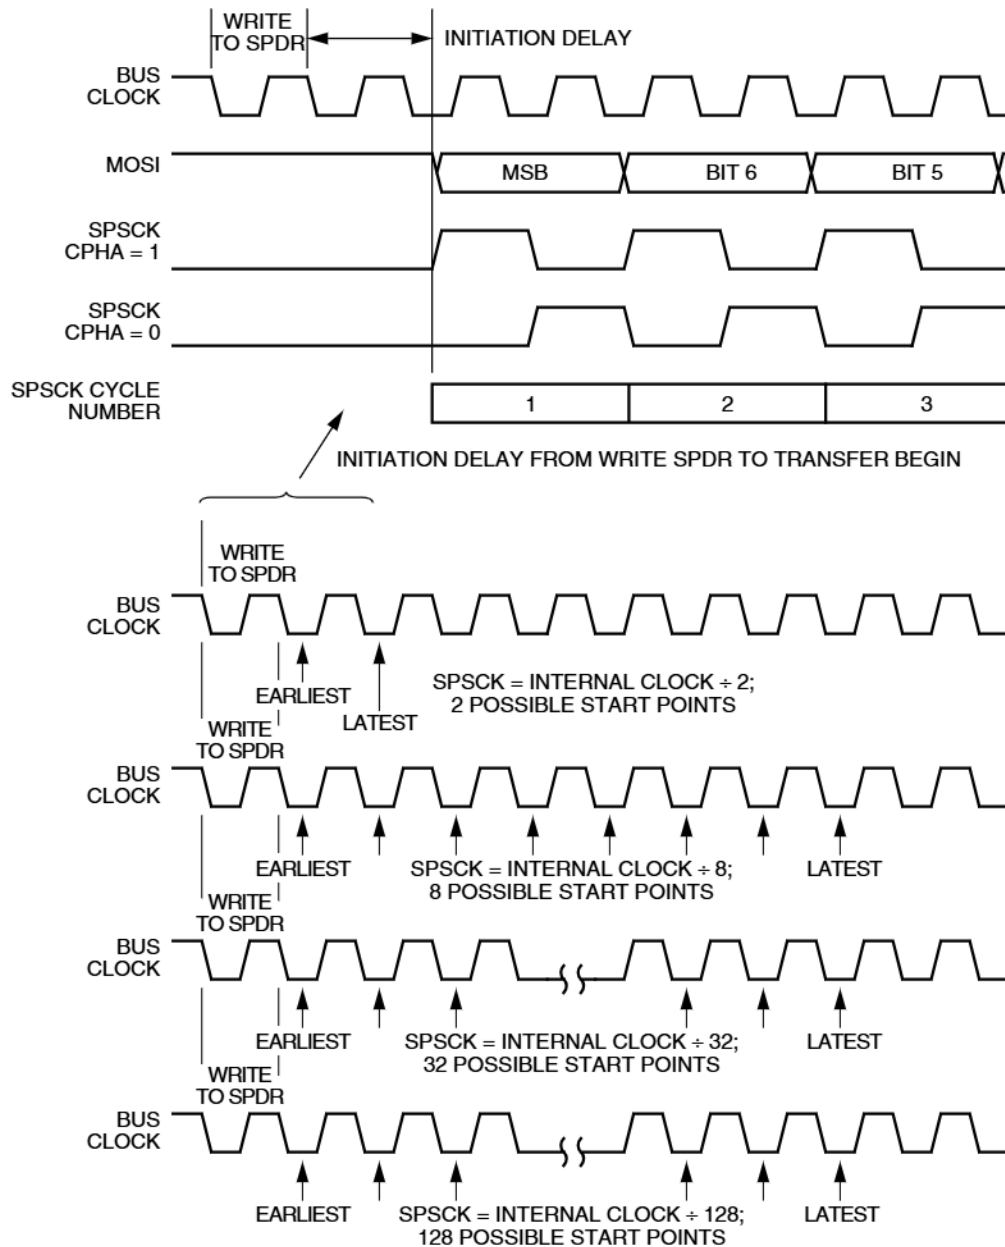 WRITE
TO SPDR
INITIATION DELAY
BUS
CLOCK
MOSI
MSB
BIT 6
BIT 5
SPSCK
CPHA = 1
SPSCK
CPHA = 0
SPSCK CYCLE
NUMBER
1
2
3
INITIATION DELAY FROM WRITE SPDR TO TRANSFER BEGIN
WRITE
TO SPDR
BUS
CLOCK
EARLIEST
LATEST
SPSCK = INTERNAL CLOCK ÷ 2;
2 POSSIBLE START POINTS
WRITE
TO SPDR
BUS
CLOCK
EARLIEST
SPSCK = INTERNAL CLOCK ÷ 8;
8 POSSIBLE START POINTS
LATEST
WRITE
TO SPDR
BUS
CLOCK
EARLIEST
SPSCK = INTERNAL CLOCK ÷ 32;
32 POSSIBLE START POINTS
LATEST
WRITE
TO SPDR
BUS
CLOCK
EARLIEST
SPSCK = INTERNAL CLOCK ÷ 128;
128 POSSIBLE START POINTS
LATEST